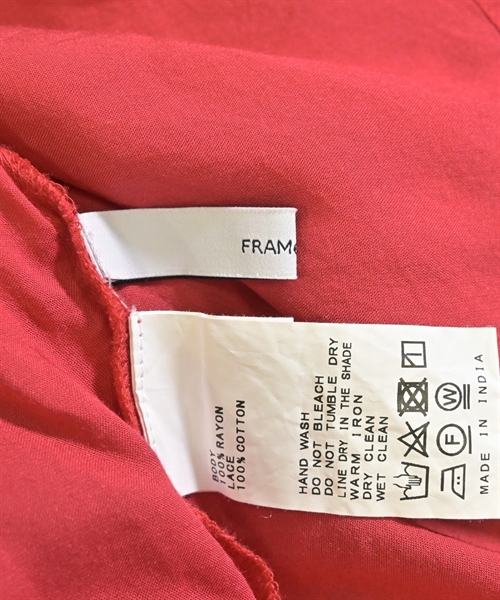 FRAMe
BODY
100% RAYON
LACE
100% COTTON
HAND WASH
DO NOT BLEACH
DO NOT TUMBLE DRY
LINE DRY IN THE SHADE
WARM IRON
DRY CLEAN
WET CLEAN
F
W
MADE IN INDIA